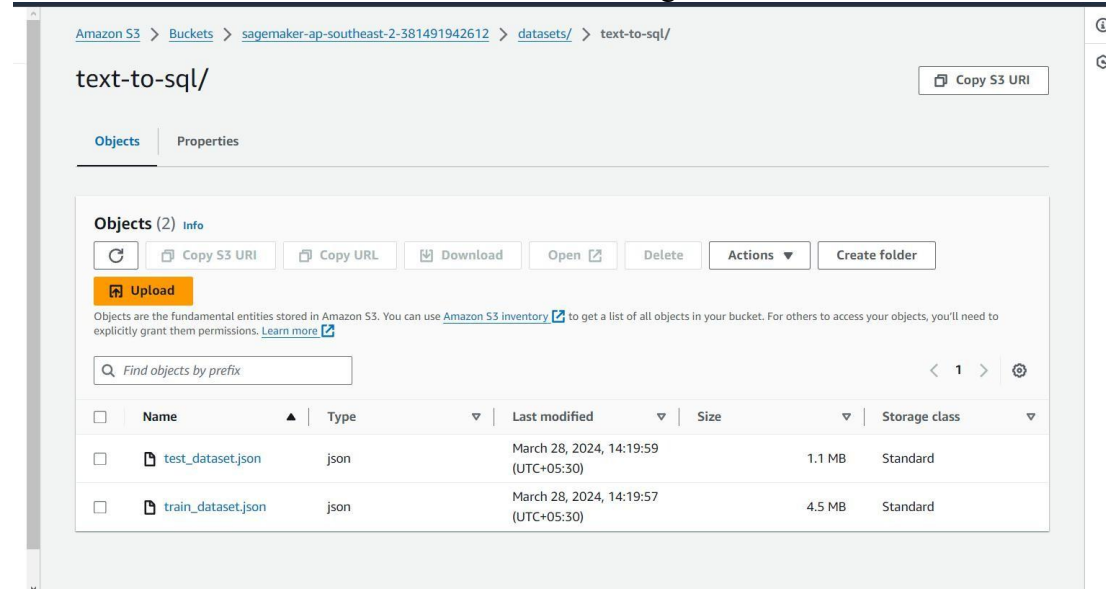 Amazon S3 > Buckets > sagemaker-ap-southeast-2-381491942612 > datasets/ > text-to-sql/
text-to-sql/
Copy S3 URI
Objects
Properties
Objects (2) Info
Copy S3 URI
Copy URL
Download
Open
Delete
Actions
Create folder
Upload
Objects are the fundamental entities stored in Amazon S3. You can use Amazon S3 inventory to get a list of all objects in your bucket. For others to access your objects, you'll need to
explicitly grant them permissions. Learn more
Find objects by prefix
< 1 >
Name Type Last modified Size Storage class
test_dataset.json json March 28, 2024, 14:19:59 1.1 MB Standard
(UTC+05:30)
train_dataset.json json March 28, 2024, 14:19:57 4.5 MB Standard
(UTC+05:30)